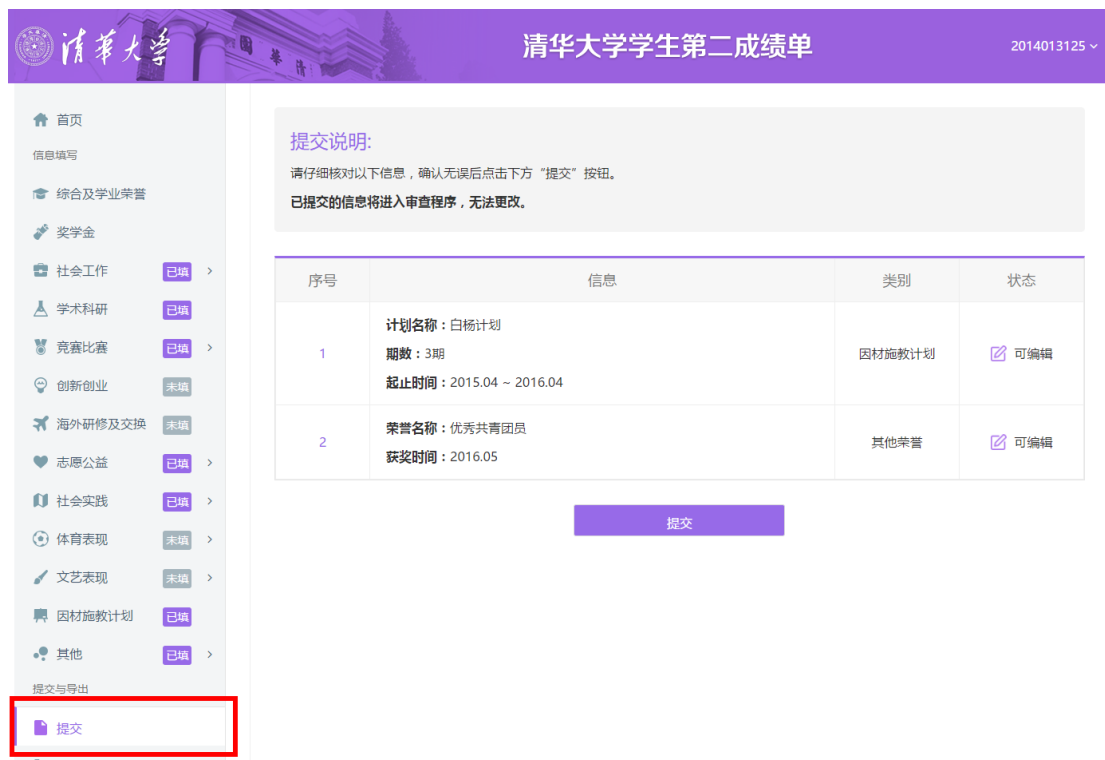 清华大学
清华大学学生第二成绩单
2014013125
首页
信息填写
综合及学业荣誉
奖学金
社会工作 已填
学术科研 已填
竞赛比赛 已填
创新创业 未填
海外研修及交换 未填
志愿公益 已填
社会实践 已填
体育表现 未填
文艺表现 未填
因材施教计划 已填
其他 已填
提交与导出
提交
提交说明:
请仔细核对以下信息，确认无误后点击下方“提交”按钮。
已提交的信息将进入审查程序，无法更改。
序号 信息 类别 状态
计划名称：白杨计划
1 期数：3期 因材施教计划 可编辑
起止时间：2015.04 ~ 2016.04
荣誉名称：优秀共青团员
2 其他荣誉 可编辑
获奖时间：2016.05
提交